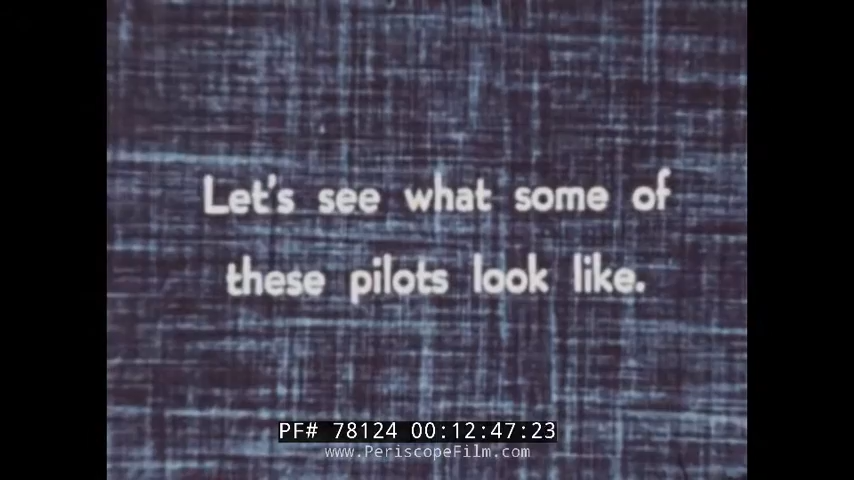 Let's see what some of
these pilots look like.
PF# 78124 00:12:47:23
www.PeriscopeFilm.com